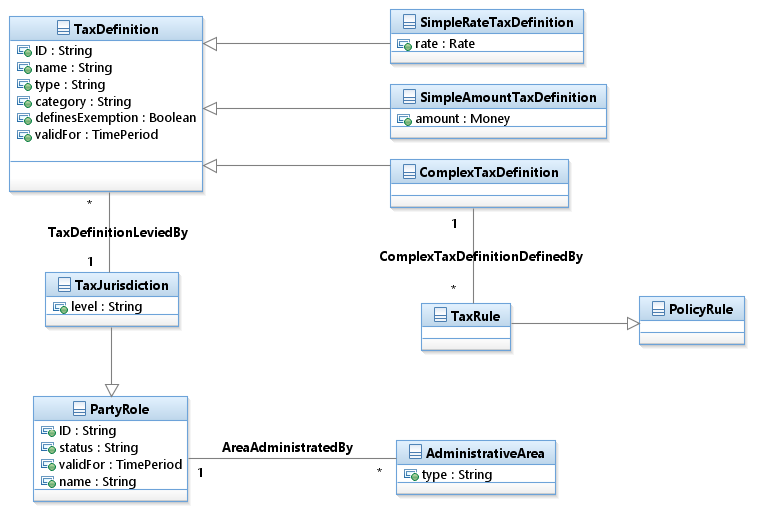 TaxDefinition
ID : String
name : String
type : String
category : String
definesExemption : Boolean
validFor : TimePeriod
SimpleRateTaxDefinition
rate : Rate
SimpleAmountTaxDefinition
amount : Money
ComplexTaxDefinition
*
TaxDefinitionLeviedBy
1
1
ComplexTaxDefinitionDefinedBy
*
TaxJurisdiction
level : String
TaxRule
PolicyRule
PartyRole
ID : String
status : String
validFor : TimePeriod
name : String
AreaAdministratedBy
1
*
AdministrativeArea
type : String